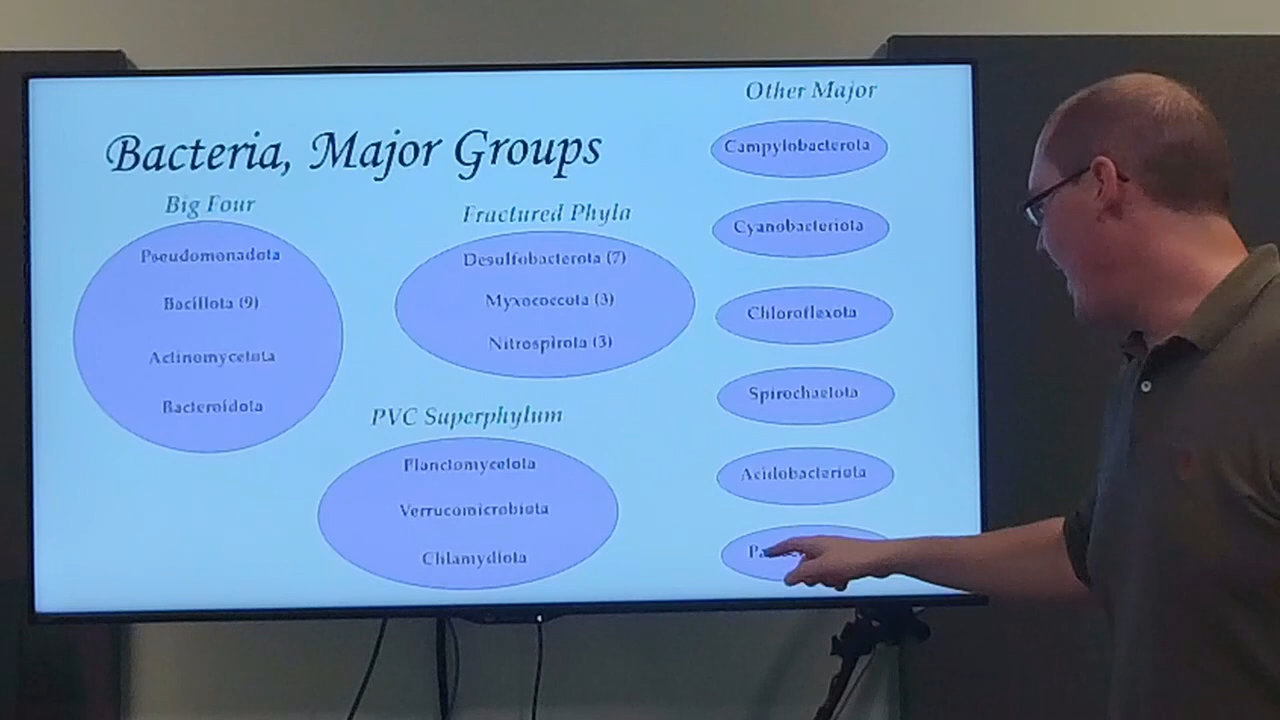 Bacteria, Major Groups
Big Four
Pseudomonadota
Bacillota (9)
Actinomycetota
Bacteroidota
Fractured Phyla
Desulfobacterota (7)
Myxococcota (3)
Nitrospirota (3)
PVC Superphylum
Planctomycetota
Verrucomicrobiota
Chlamydiota
Other Major
Campylobacterota
Cyanobacteriota
Chloroflexota
Spirochaetota
Acidobacteriota